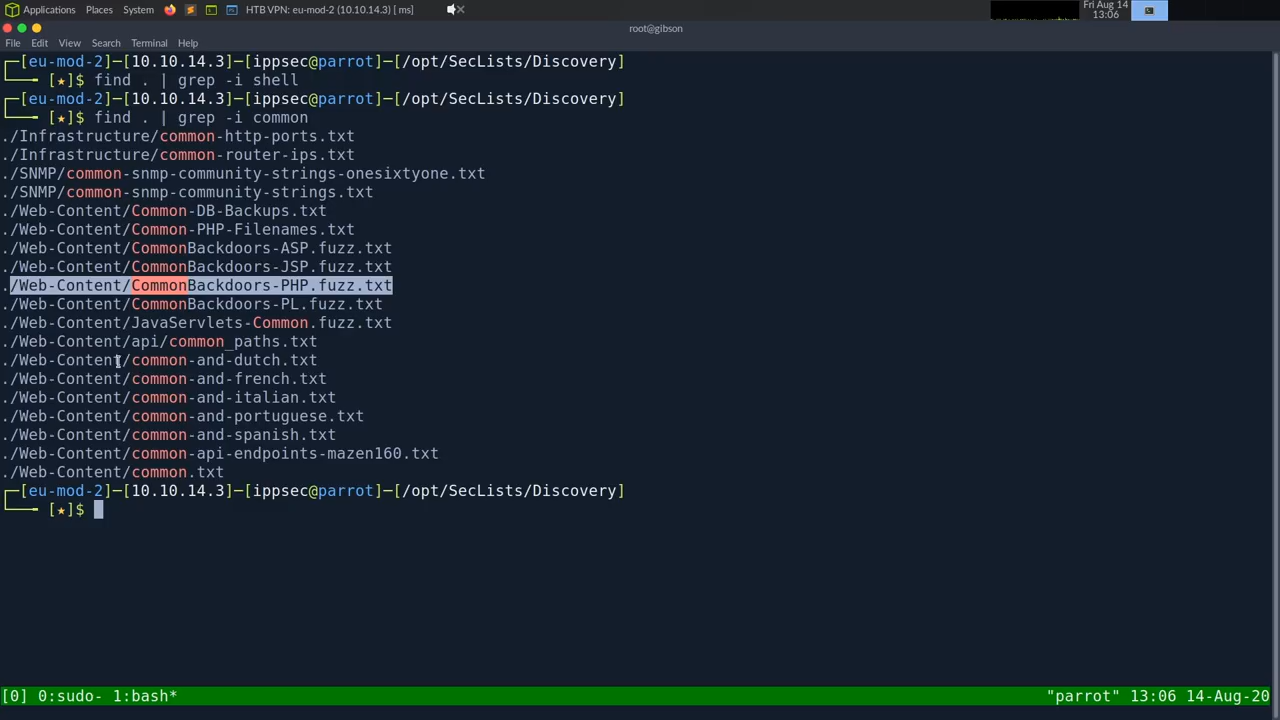 Applications Places System HTB VPN: eu-mod-2 (10.10.14.3) [ ms] Fri Aug 14
13:06
root@gibson
File Edit View Search Terminal Help
┌─[eu-mod-2]─[10.10.14.3]─[ippsec@parrot]─[/opt/SecLists/Discovery]
└──╼ [★]$ find . | grep -i shell
┌─[eu-mod-2]─[10.10.14.3]─[ippsec@parrot]─[/opt/SecLists/Discovery]
└──╼ [★]$ find . | grep -i common
./Infrastructure/common-http-ports.txt
./Infrastructure/common-router-ips.txt
./SNMP/common-snmp-community-strings-onesixtyone.txt
./SNMP/common-snmp-community-strings.txt
./Web-Content/Common-DB-Backups.txt
./Web-Content/Common-PHP-Filenames.txt
./Web-Content/CommonBackdoors-ASP.fuzz.txt
./Web-Content/CommonBackdoors-JSP.fuzz.txt
./Web-Content/CommonBackdoors-PHP.fuzz.txt
./Web-Content/CommonBackdoors-PL.fuzz.txt
./Web-Content/JavaServlets-Common.fuzz.txt
./Web-Content/api/common_paths.txt
./Web-Content/common-and-dutch.txt
./Web-Content/common-and-french.txt
./Web-Content/common-and-italian.txt
./Web-Content/common-and-portuguese.txt
./Web-Content/common-and-spanish.txt
./Web-Content/common-api-endpoints-mazen160.txt
./Web-Content/common.txt
┌─[eu-mod-2]─[10.10.14.3]─[ippsec@parrot]─[/opt/SecLists/Discovery]
└──╼ [★]$
[0] 0:sudo- 1:bash* "parrot" 13:06 14-Aug-20